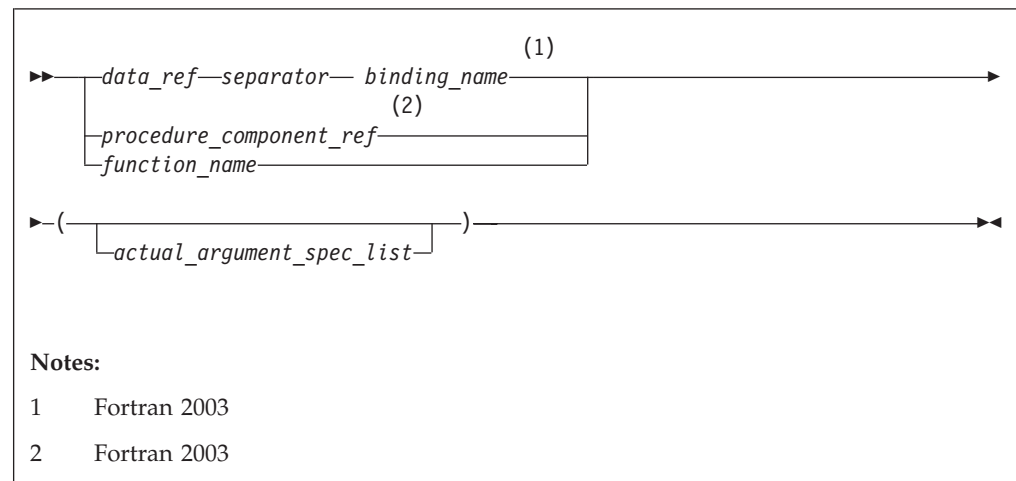 (1)
data_ref separator binding_name
(2)
procedure_component_ref
function_name
( )
actual_argument_spec_list
Notes:
1 Fortran 2003
2 Fortran 2003